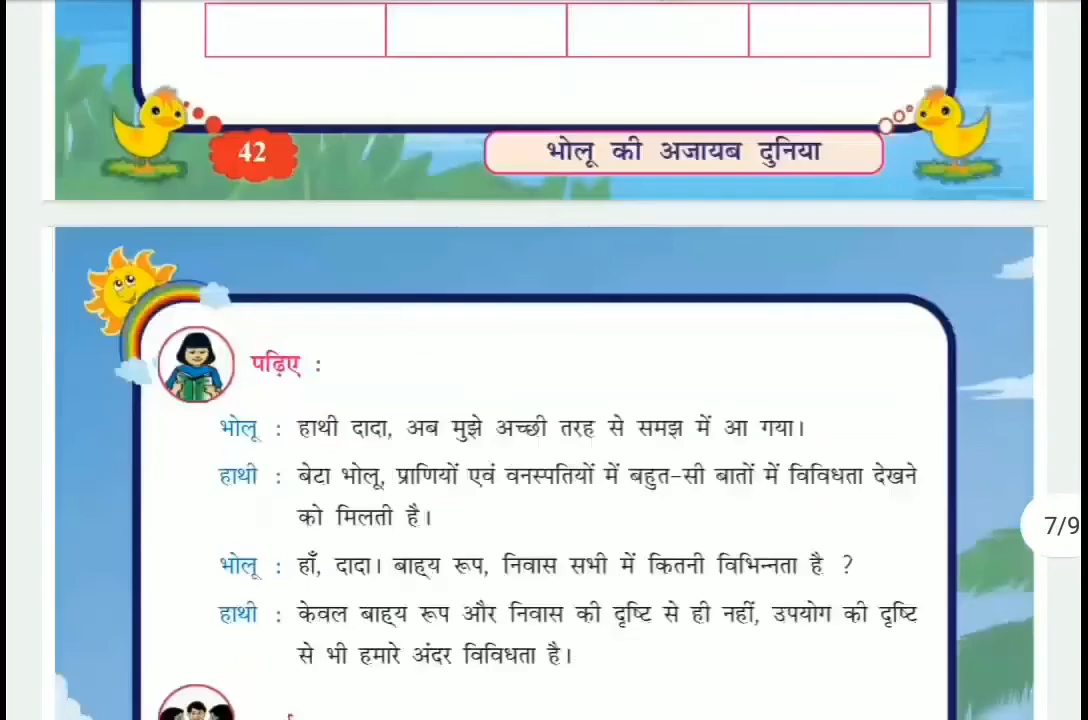 42
भोलू की अजायब दुनिया
पढ़िए :
भोलू : हाथी दादा, अब मुझे अच्छी तरह से समझ में आ गया।
हाथी : बेटा भोलू, प्राणियों एवं वनस्पतियों में बहुत-सी बातों में विविधता देखने
को मिलती है।
भोलू : हाँ, दादा। बाह्य रूप, निवास सभी में कितनी विभिन्नता है ?
7/9
हाथी : केवल बाह्य रूप और निवास की दृष्टि से ही नहीं, उपयोग की दृष्टि
से भी हमारे अंदर विविधता है।